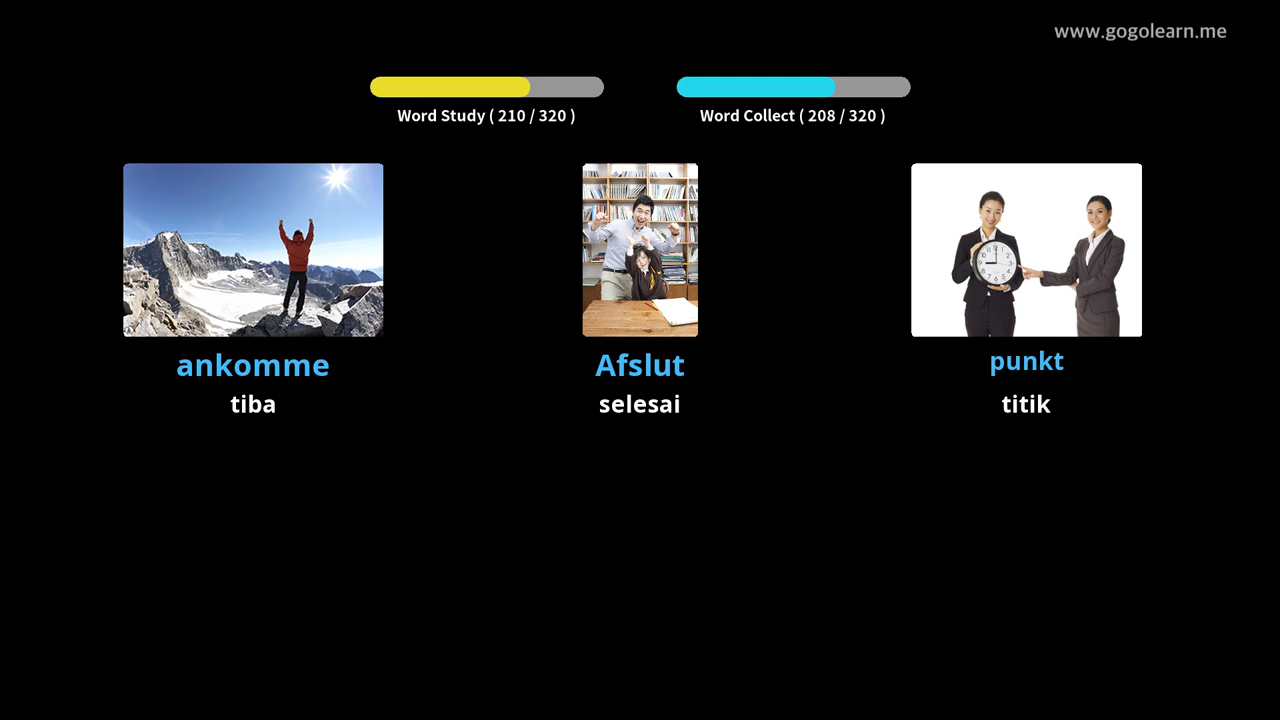 www.gogolearn.me
Word Study ( 210 / 320 )
Word Collect ( 208 / 320 )
ankomme
Afslut
punkt
tiba
selesai
titik